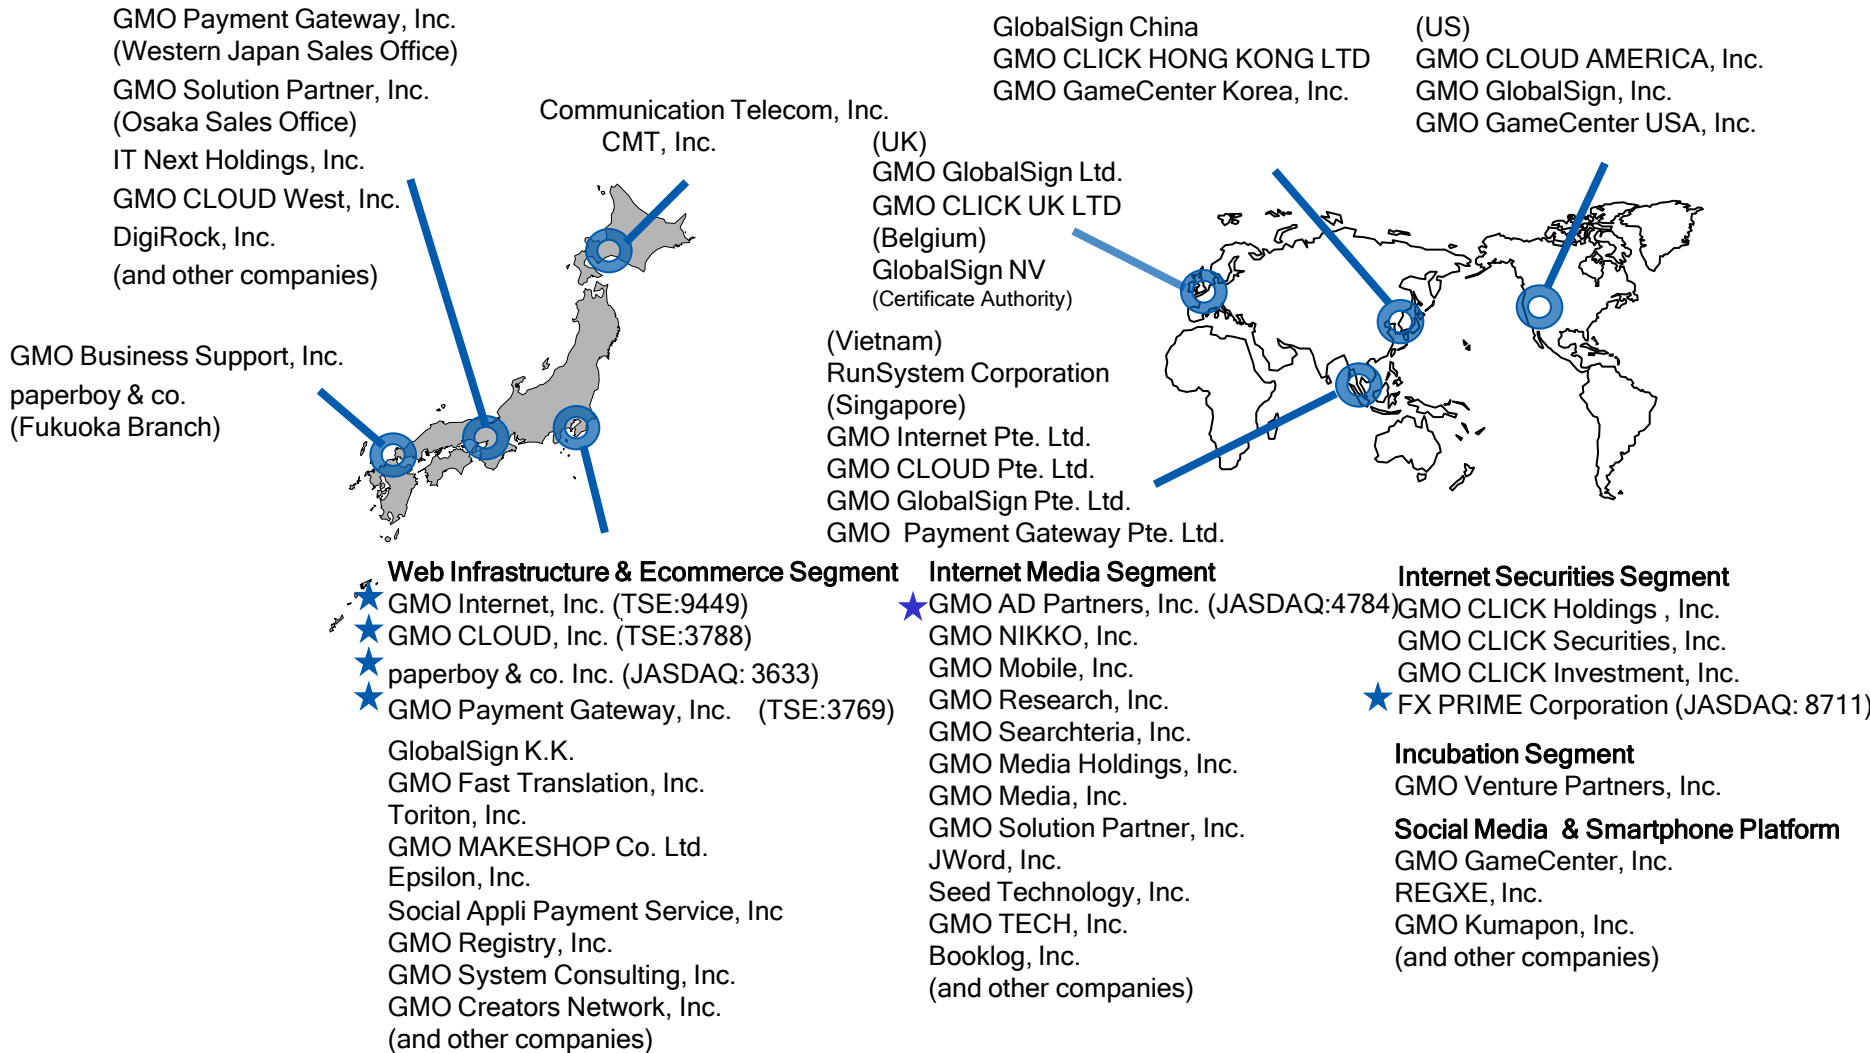 GMO Payment Gateway, Inc.
(Western Japan Sales Office)
GMO Solution Partner, Inc.
(Osaka Sales Office)
IT Next Holdings, Inc.
GMO CLOUD West, Inc.
DigiRock, Inc.
(and other companies)
Communication Telecom, Inc.
CMT, Inc.
GMO Business Support, Inc.
paperboy & co.
(Fukuoka Branch)
(UK)
GMO GlobalSign Ltd.
GMO CLICK UK LTD
(Belgium)
GlobalSign NV
(Certificate Authority)
GlobalSign China
GMO CLICK HONG KONG LTD
GMO GameCenter Korea, Inc.
(US)
GMO CLOUD AMERICA, Inc.
GMO GlobalSign, Inc.
GMO GameCenter USA, Inc.
(Vietnam)
RunSystem Corporation
(Singapore)
GMO Internet Pte. Ltd.
GMO CLOUD Pte. Ltd.
GMO GlobalSign Pte. Ltd.
GMO Payment Gateway Pte. Ltd.
Web Infrastructure & Ecommerce Segment
GMO Internet, Inc. (TSE:9449)
GMO CLOUD, Inc. (TSE:3788)
paperboy & co. Inc. (JASDAQ: 3633)
GMO Payment Gateway, Inc. (TSE:3769)
GlobalSign K.K.
GMO Fast Translation, Inc.
Toriton, Inc.
GMO MAKESHOP Co. Ltd.
Epsilon, Inc.
Social Appli Payment Service, Inc
GMO Registry, Inc.
GMO System Consulting, Inc.
GMO Creators Network, Inc.
(and other companies)
Internet Media Segment
GMO AD Partners, Inc. (JASDAQ:4784)
GMO NIKKO, Inc.
GMO Mobile, Inc.
GMO Research, Inc.
GMO Searchteria, Inc.
GMO Media Holdings, Inc.
GMO Media, Inc.
GMO Solution Partner, Inc.
JWord, Inc.
Seed Technology, Inc.
GMO TECH, Inc.
Booklog, Inc.
(and other companies)
Internet Securities Segment
GMO CLICK Holdings , Inc.
GMO CLICK Securities, Inc.
GMO CLICK Investment, Inc.
FX PRIME Corporation (JASDAQ: 8711)
Incubation Segment
GMO Venture Partners, Inc.
Social Media & Smartphone Platform
GMO GameCenter, Inc.
REGXE, Inc.
GMO Kumapon, Inc.
(and other companies)